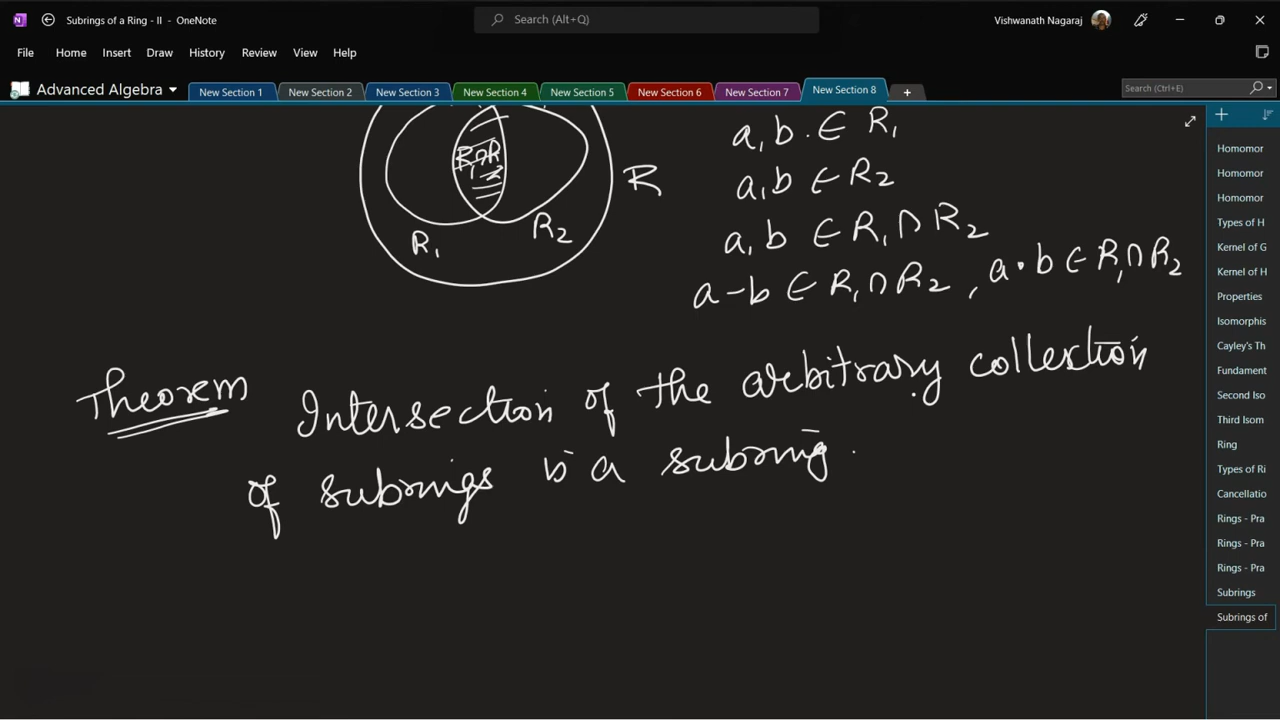 Subrings of a Ring - II - OneNote
Search (Alt+Q)
Vishwanath Nagaraj
File Home Insert Draw History Review View Help
Advanced Algebra
New Section 1 New Section 2 New Section 3 New Section 4 New Section 5 New Section 6 New Section 7 New Section 8 +
Search (Ctrl+E)
a, b . ∈ R₁
R₁∩R
a, b ∈ R₂
R
R₁
R₂
a, b ∈ R₁ ∩ R₂
a - b ∈ R₁ ∩ R₂ , a · b ∈ R₁ ∩ R₂
Theorem Intersection of the arbitrary collection
of subrings is a subring .
Homomor
Homomor
Homomor
Types of H
Kernel of G
Kernel of H
Properties
Isomorphis
Cayley's Th
Fundament
Second Iso
Third Isom
Ring
Types of Ri
Cancellatio
Rings - Pra
Rings - Pra
Rings - Pra
Subrings
Subrings of